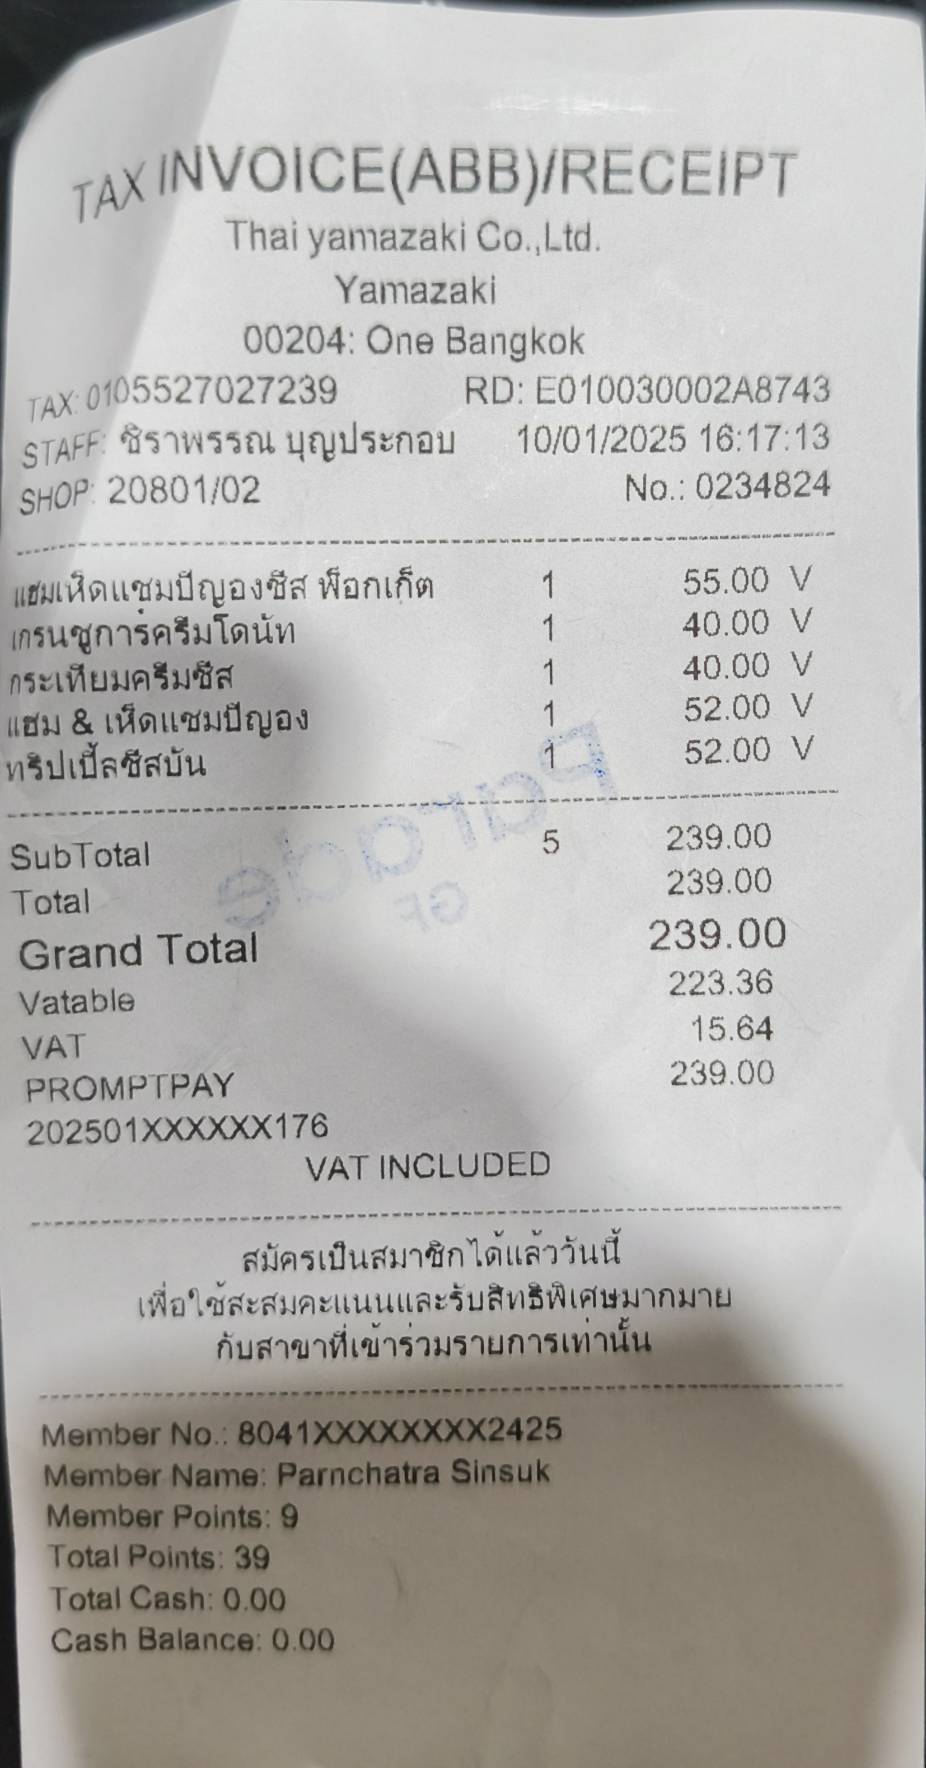 TAX INVOICE(ABB)/RECEIPT
Thai yamazaki Co.,Ltd.
Yamazaki
00204: One Bangkok
TAX: 0105527027239 RD: E010030002A8743
STAFF: ชิราพรรณ บุญประกอบ 10/01/2025 16:17:13
SHOP: 20801/02 No.: 0234824
แฮมเห็ดแชมปิญองชีส พ็อกเก็ต 1 55.00 V
เกรนชูการ์ครีมโดนัท 1 40.00 V
กระเทียมครีมชีส 1 40.00 V
แฮม & เห็ดแชมปิญอง 1 52.00 V
ทริปเปิ้ลชีสบัน 1 52.00 V
Parade
GF
SubTotal 5 239.00
Total 239.00
Grand Total 239.00
Vatable 223.36
VAT 15.64
PROMPTPAY 239.00
202501XXXXXX176
VAT INCLUDED
สมัครเป็นสมาชิกได้แล้ววันนี้
เพื่อใช้สะสมคะแนนและรับสิทธิพิเศษมากมาย
กับสาขาที่เข้าร่วมรายการเท่านั้น
Member No.: 8041XXXXXXXX2425
Member Name: Parnchatra Sinsuk
Member Points: 9
Total Points: 39
Total Cash: 0.00
Cash Balance: 0.00